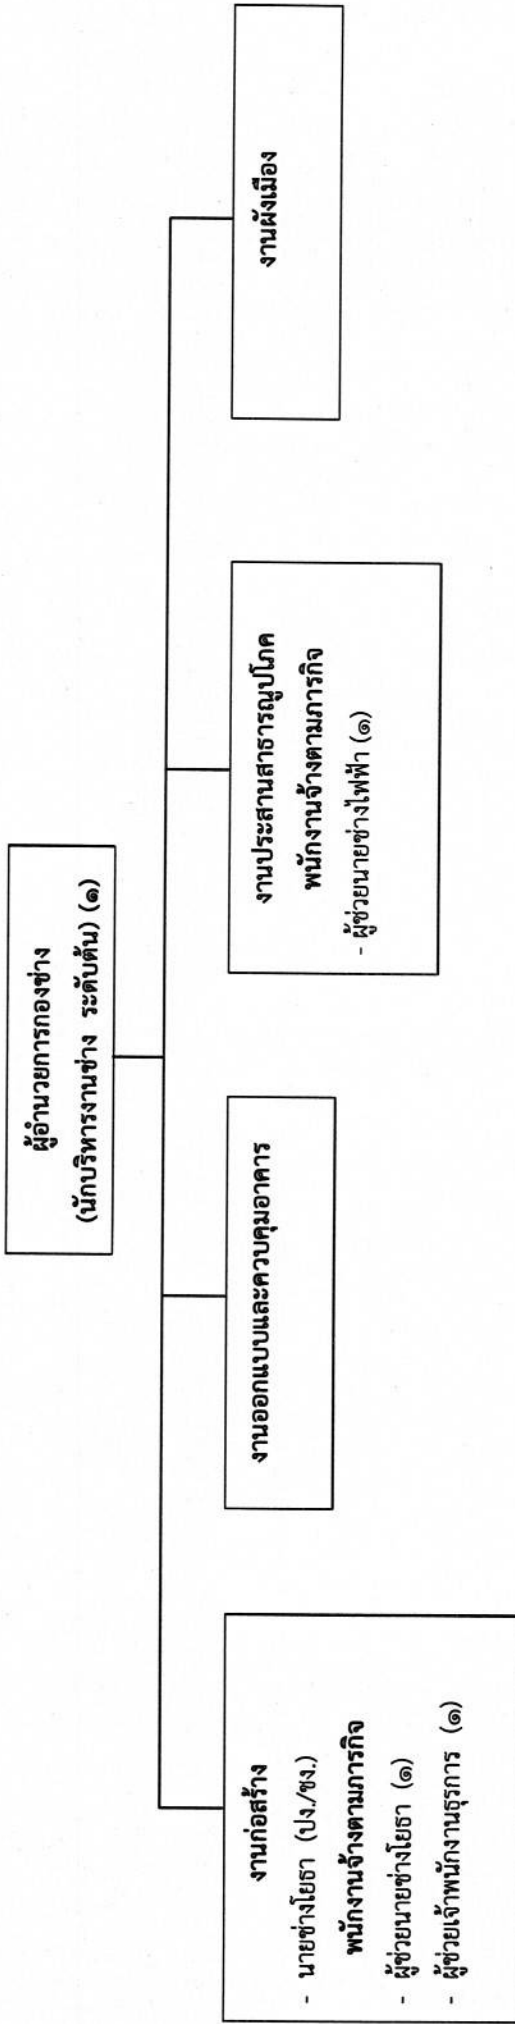 ผู้อำนวยการกองช่าง
(นักบริหารงานช่าง ระดับต้น) (๑)
งานก่อสร้าง
- นายช่างโยธา (ปง./ชง.)
พนักงานจ้างตามภารกิจ
- ผู้ช่วยนายช่างโยธา (๑)
- ผู้ช่วยเจ้าพนักงานธุรการ (๑)
งานออกแบบและควบคุมอาคาร
งานประสานสาธารณูปโภค
พนักงานจ้างตามภารกิจ
- ผู้ช่วยนายช่างไฟฟ้า (๑)
งานผังเมือง